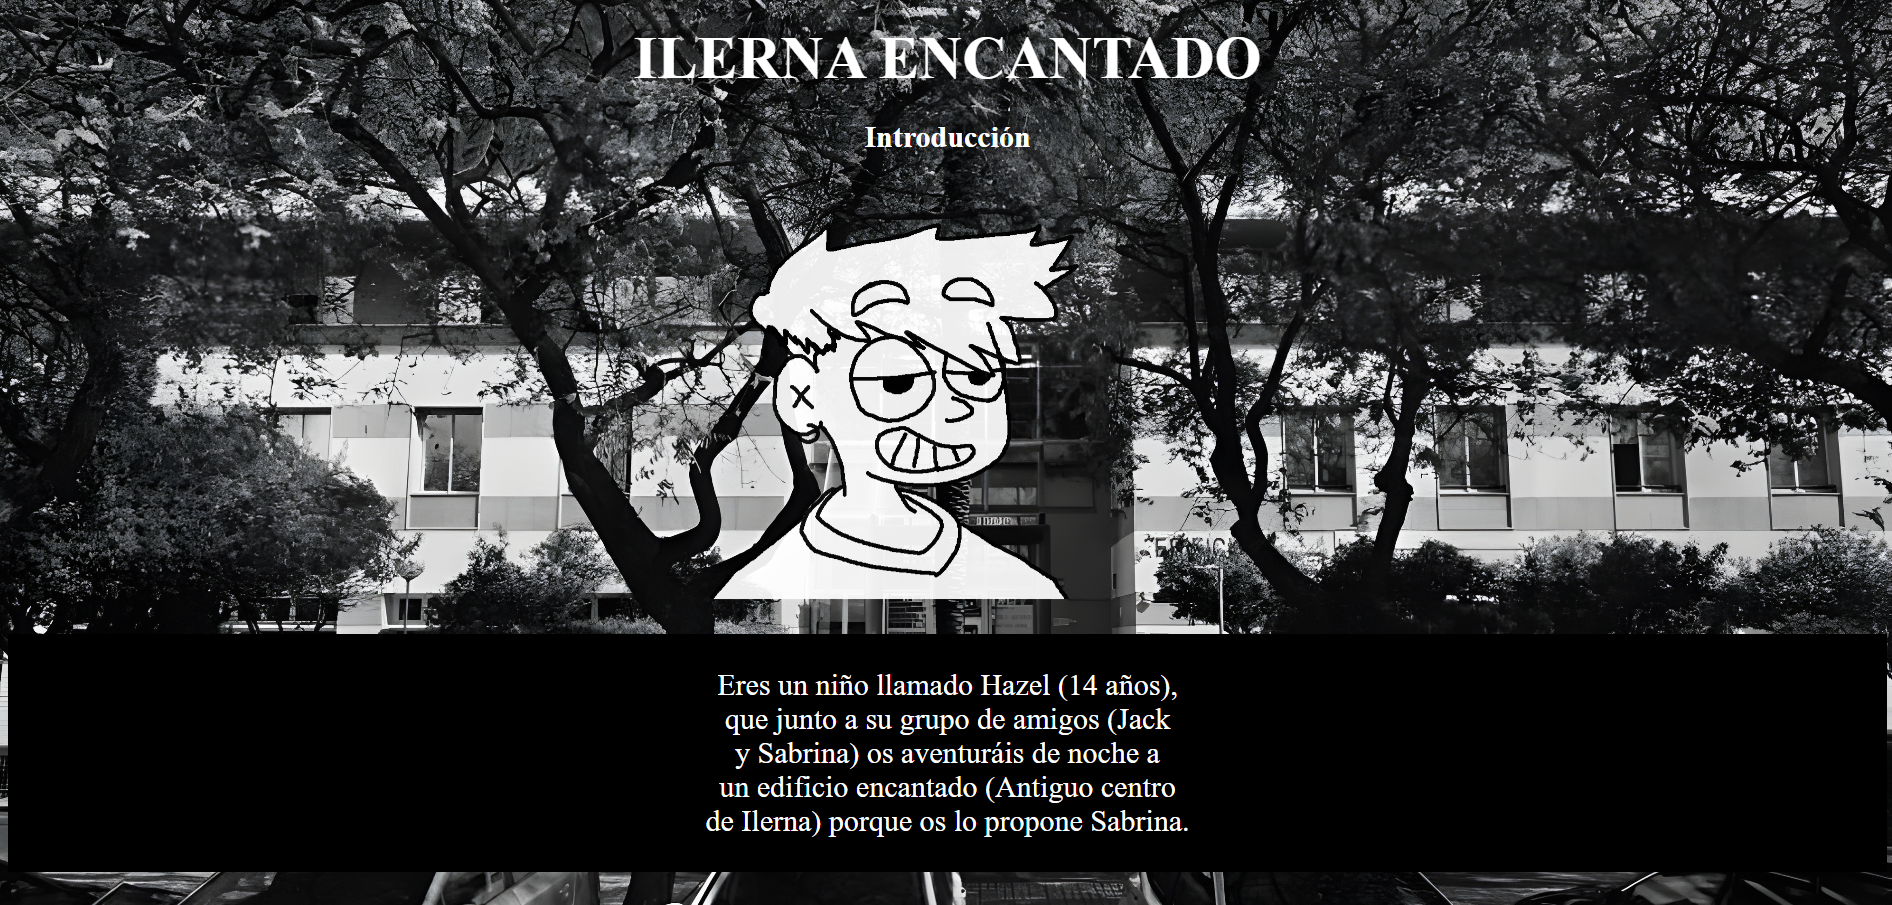 ILERNA ENCANTADO
Introducción
Eres un niño llamado Hazel (14 años),
que junto a su grupo de amigos (Jack
y Sabrina) os aventuráis de noche a
un edificio encantado (Antiguo centro
de Ilerna) porque os lo propone Sabrina.